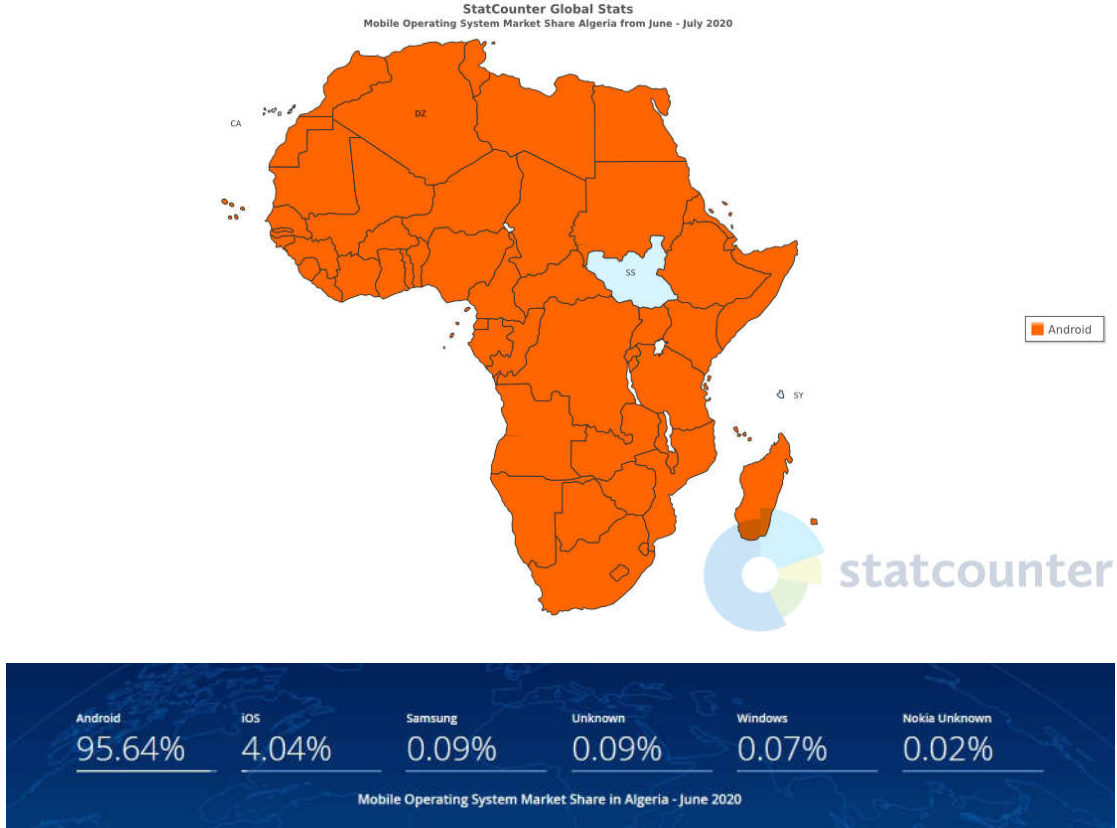 StatCounter Global Stats
Mobile Operating System Market Share Algeria from June - July 2020
DZ
CA
SS
Android
SY
statcounter
Android
95.64%
iOS
4.04%
Samsung
0.09%
Unknown
0.09%
Windows
0.07%
Nokia Unknown
0.02%
Mobile Operating System Market Share in Algeria - June 2020